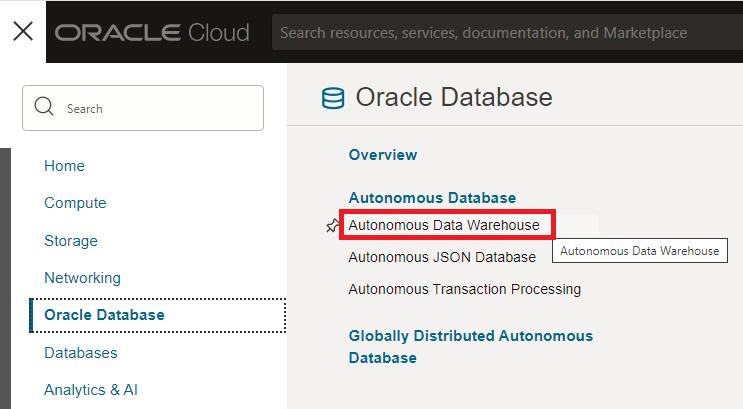 ORACLE Cloud
Search resources, services, documentation, and Marketplace
Search
Home
Compute
Storage
Networking
Oracle Database
Databases
Analytics & AI
Oracle Database
Overview
Autonomous Database
Autonomous Data Warehouse
Autonomous Data Warehouse
Autonomous JSON Database
Autonomous Transaction Processing
Globally Distributed Autonomous
Database